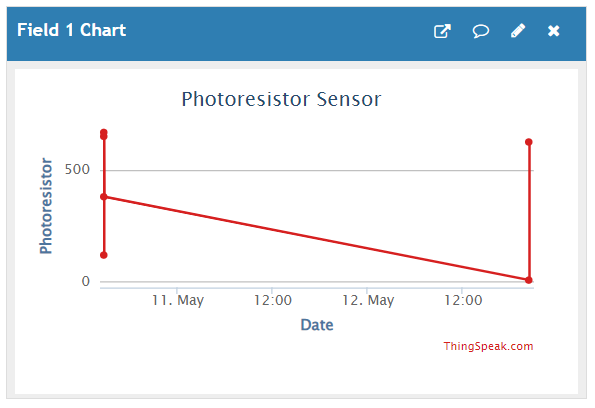 Field 1 Chart
Photoresistor Sensor
Photoresistor
500
0
11. May 12:00 12. May 12:00
Date
ThingSpeak.com